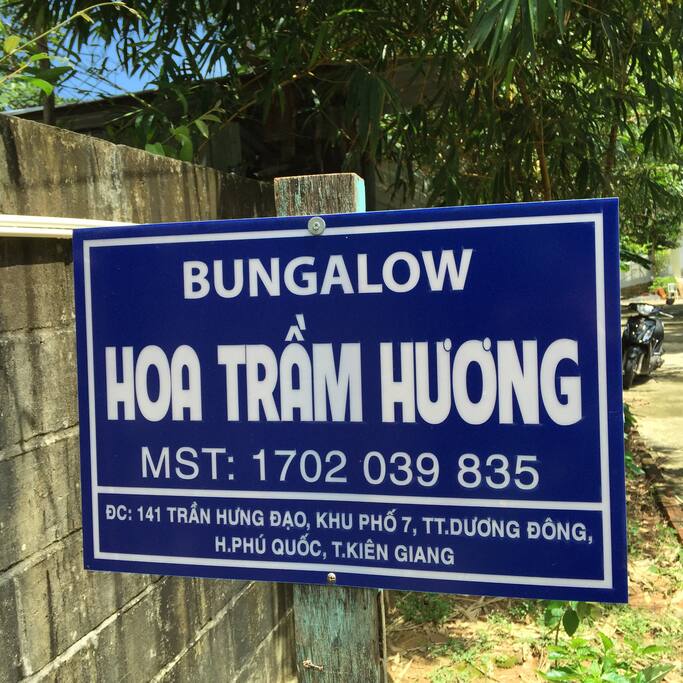 BUNGALOW
HOA TRẦM HƯƠNG
MST: 1702 039 835
ĐC: 141 TRẦN HƯNG ĐẠO, KHU PHỐ 7, TT.DƯƠNG ĐÔNG,
H.PHÚ QUỐC, T.KIÊN GIANG